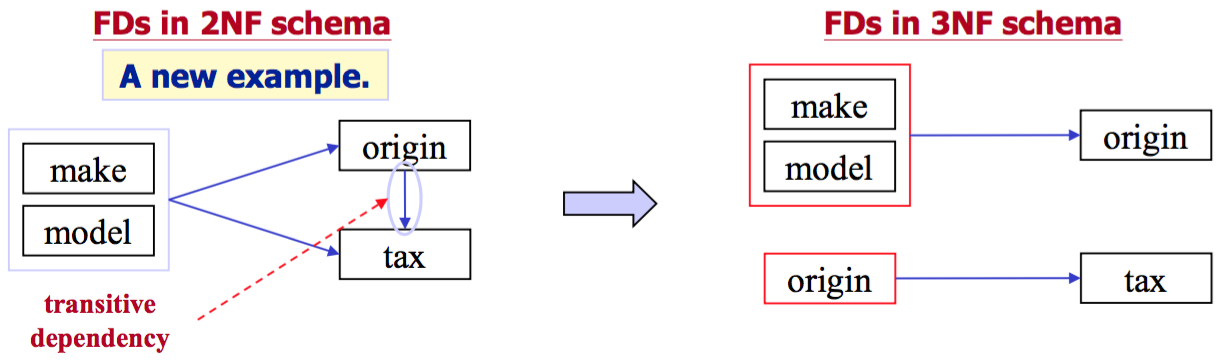 FDs in 2NF schema
A new example.
make
model
origin
tax
transitive
dependency
FDs in 3NF schema
make
model
origin
origin
tax